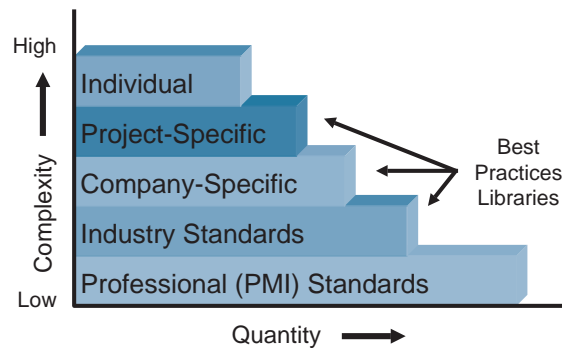 High
Individual
Project-Specific
Company-Specific
Industry Standards
Professional (PMI) Standards
Complexity
Low
Quantity
Best
Practices
Libraries